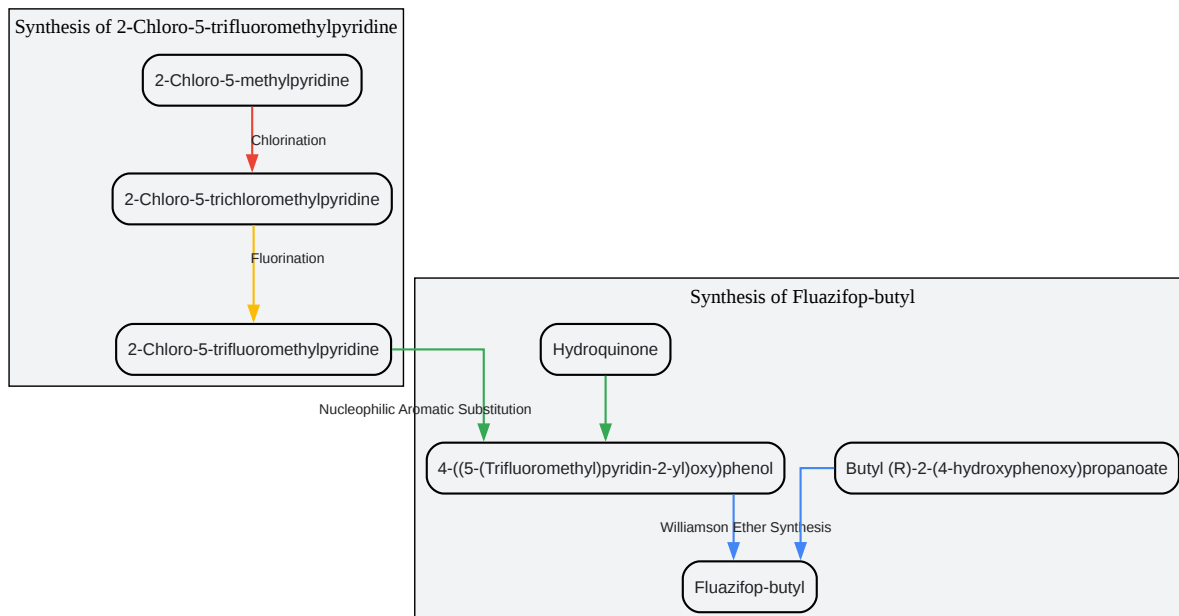 Synthesis of 2-Chloro-5-trifluoromethylpyridine
2-Chloro-5-methylpyridine
Chlorination
2-Chloro-5-trichloromethylpyridine
Fluorination
2-Chloro-5-trifluoromethylpyridine
Synthesis of Fluazifop-butyl
Hydroquinone
Nucleophilic Aromatic Substitution
4-((5-(Trifluoromethyl)pyridin-2-yl)oxy)phenol
Butyl (R)-2-(4-hydroxyphenoxy)propanoate
Williamson Ether Synthesis
Fluazifop-butyl